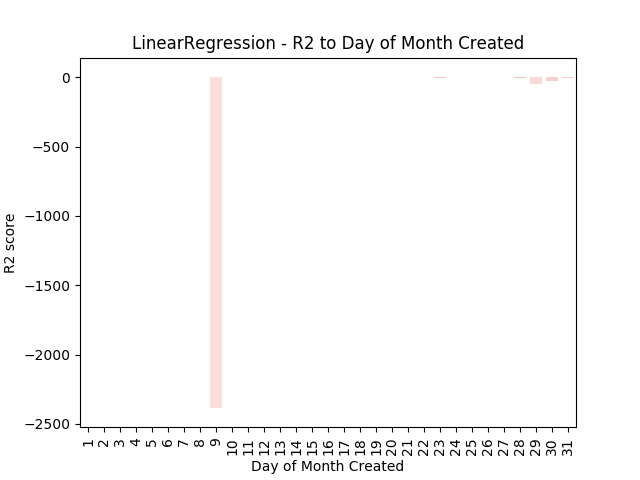 LinearRegression - R2 to Day of Month Created
0
−500
−1000
−1500
−2000
−2500
R2 score
1 2 3 4 5 6 7 8 9 10 11 12 13 14 15 16 17 18 19 20 21 22 23 24 25 26 27 28 29 30 31
Day of Month Created